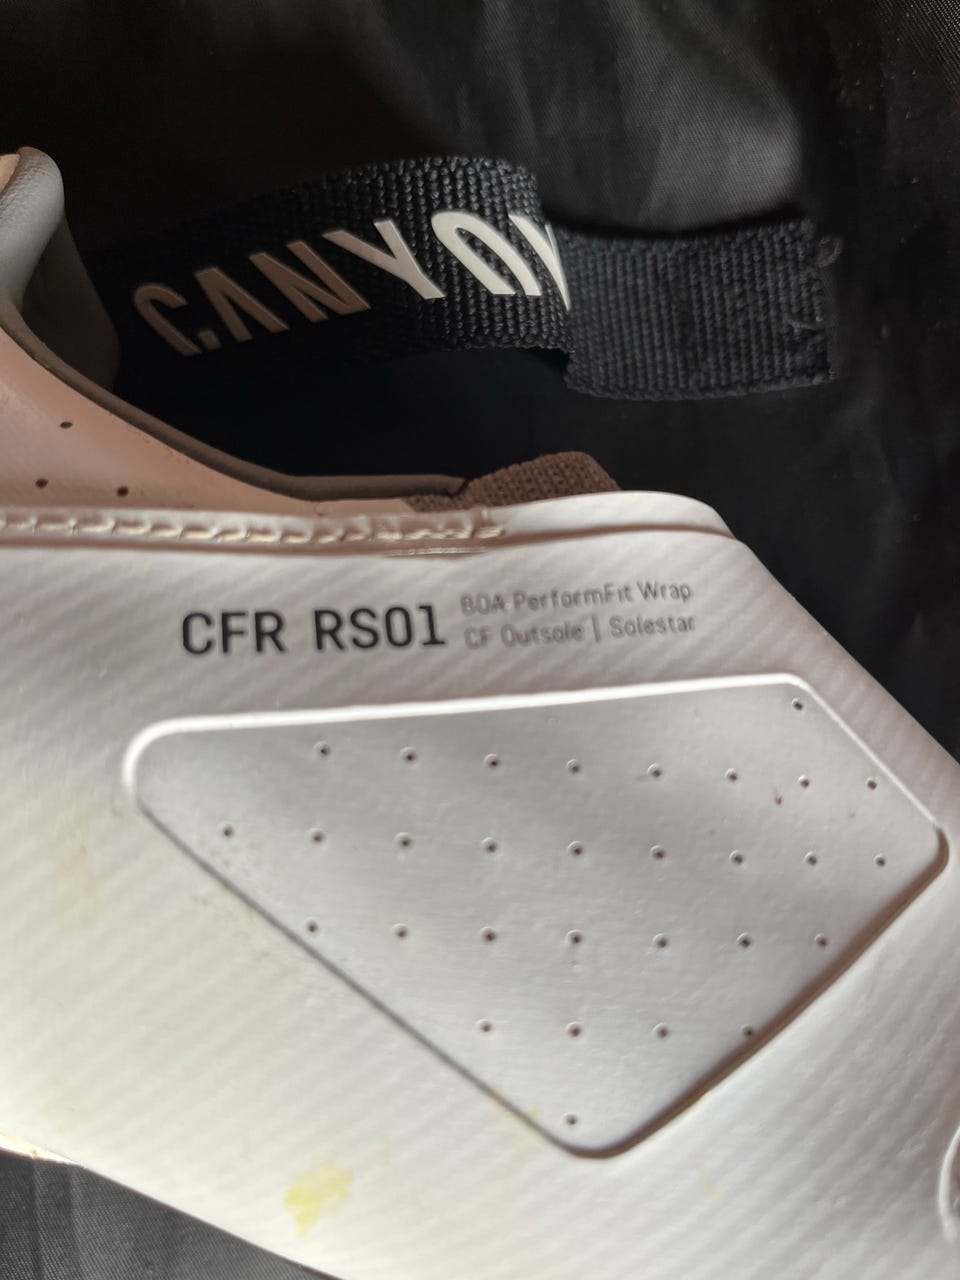 CANYON
CFR RS01
BOA PerformFit Wrap
CF Outsole | Solestar